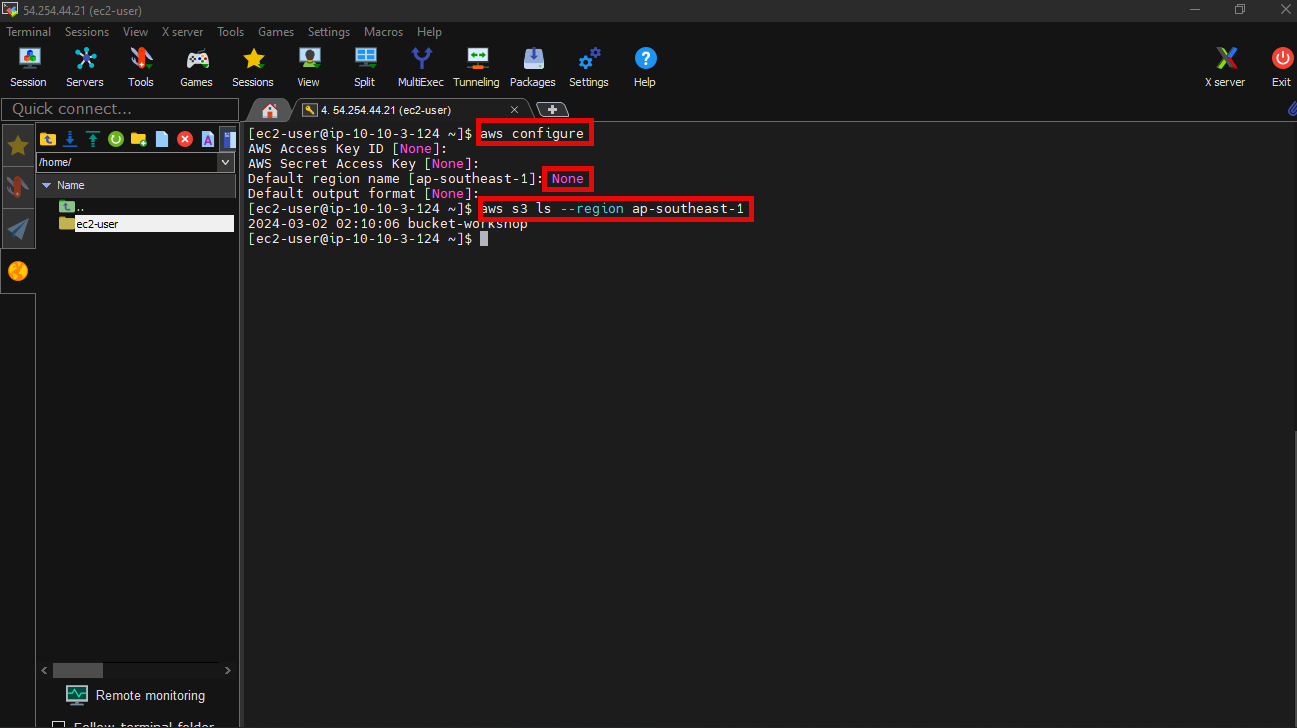 54.254.44.21 (ec2-user)
Terminal Sessions View X server Tools Games Settings Macros Help
Session Servers Tools Games Sessions View Split MultiExec Tunneling Packages Settings Help X server Exit
Quick connect...
4. 54.254.44.21 (ec2-user)
/home/
Name
..
ec2-user
[ec2-user@ip-10-10-3-124 ~]$ aws configure
AWS Access Key ID [None]:
AWS Secret Access Key [None]:
Default region name [ap-southeast-1]: None
Default output format [None]:
[ec2-user@ip-10-10-3-124 ~]$ aws s3 ls --region ap-southeast-1
2024-03-02 02:10:06 bucket-workshop
[ec2-user@ip-10-10-3-124 ~]$
Remote monitoring
Follow terminal folder